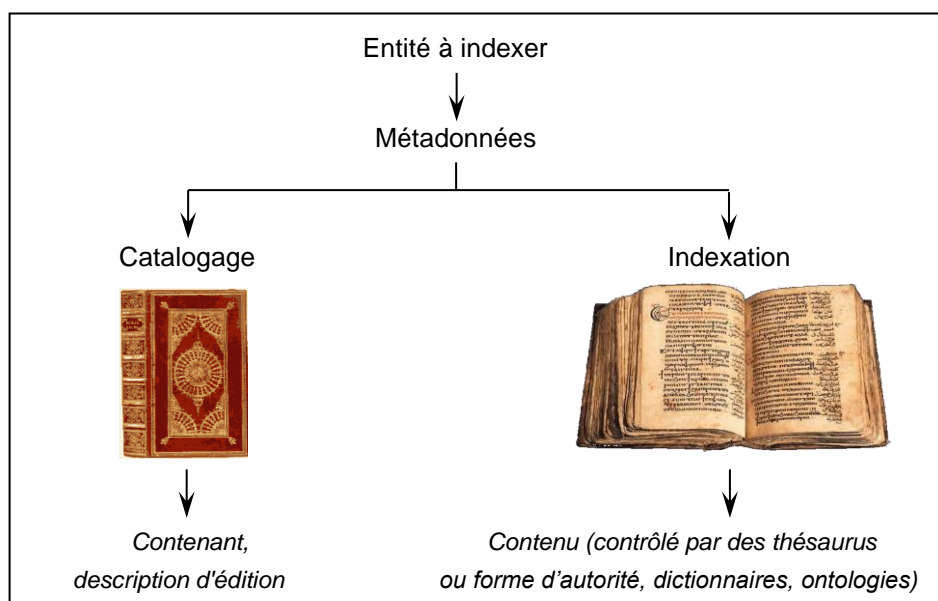 Entité à indexer
Métadonnées
Catalogage
Indexation
Contenant,
description d'édition
Contenu (contrôlé par des thésaurus
ou forme d’autorité, dictionnaires, ontologies)